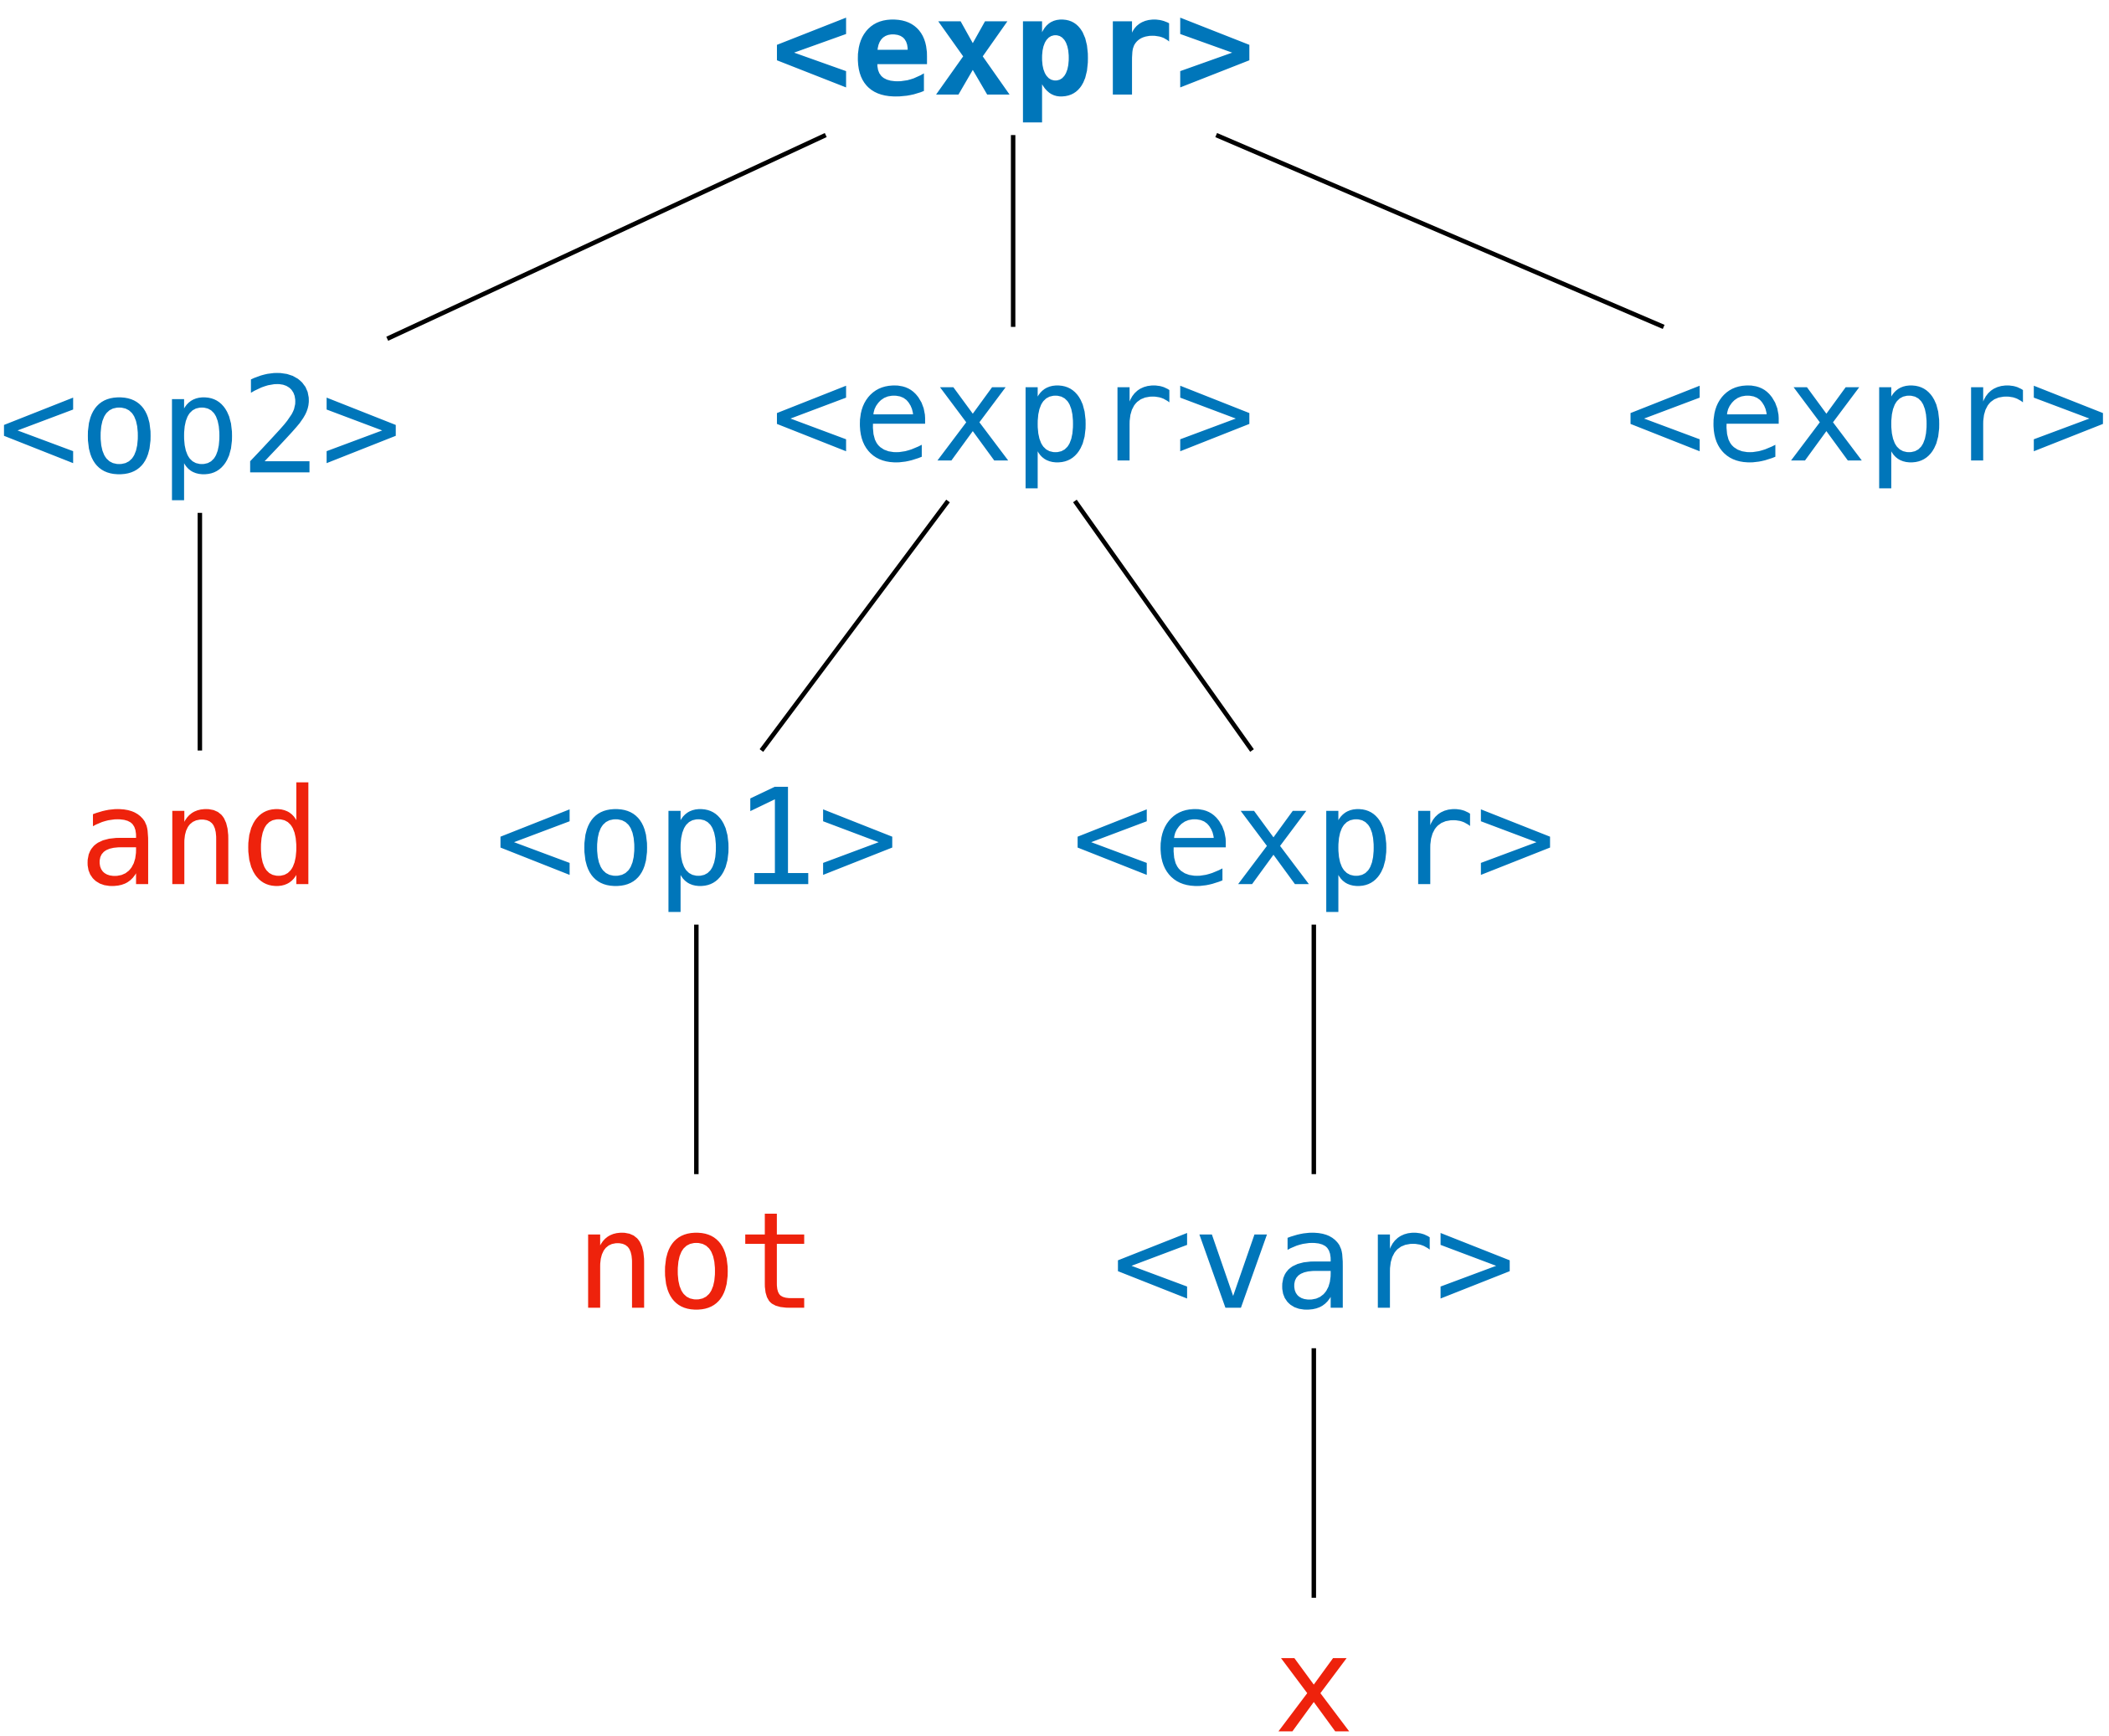 <expr>
<op2> <expr> <expr>
and <op1> <expr>
not <var>
x